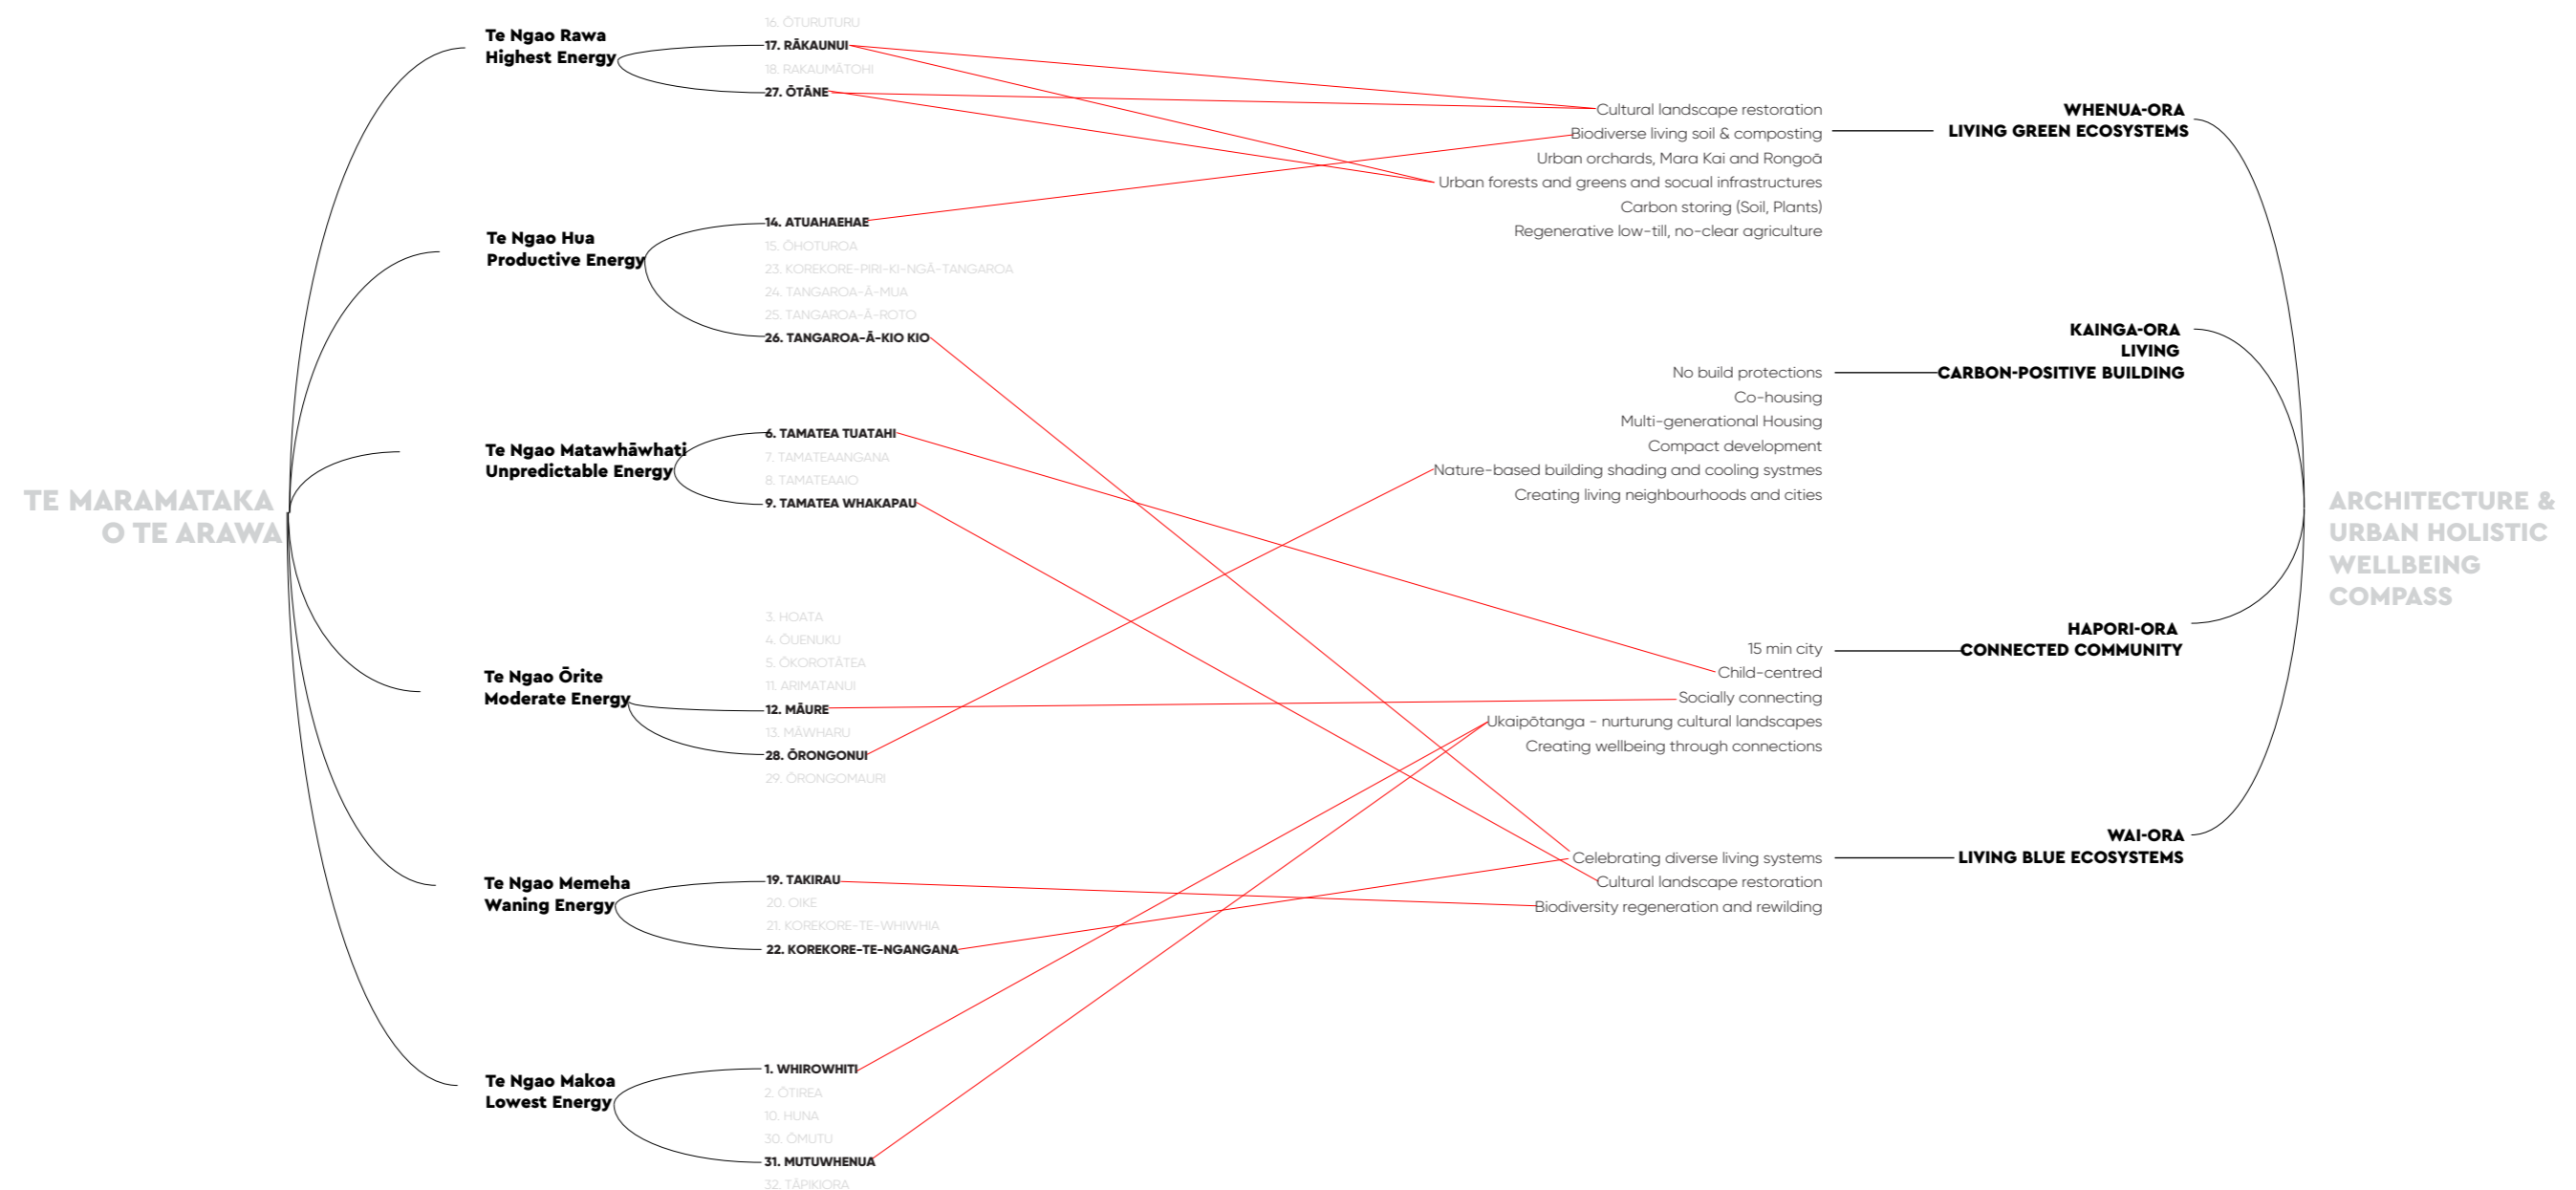 TE MARAMATAKA
O TE ARAWA
Te Ngao Rawa
Highest Energy
16. ŌTURUTURU
17. RĀKAUNUI
18. RAKAUMĀTOHI
27. ŌTĀNE
Te Ngao Hua
Productive Energy
14. ATUAHAEHAE
15. ŌHOTUROA
23. KOREKORE-PIRI-KI-NGĀ-TANGAROA
24. TANGAROA-Ā-MUA
25. TANGAROA-Ā-ROTO
26. TANGAROA-Ā-KIO KIO
Te Ngao Matawhāwhati
Unpredictable Energy
6. TAMATEA TUATAHI
7. TAMATEAANGANA
8. TAMATEAAIO
9. TAMATEA WHAKAPAU
Te Ngao Ōrite
Moderate Energy
3. HOATA
4. ŌUENUKU
5. ŌKOROTĀTEA
11. ARIMATANUI
12. MĀURE
13. MĀWHARU
28. ŌRONGONUI
29. ŌRONGOMAURI
Te Ngao Memeha
Waning Energy
19. TAKIRAU
20. OIKE
21. KOREKORE-TE-WHIWHIA
22. KOREKORE-TE-NGANGANA
Te Ngao Makoa
Lowest Energy
1. WHIROWHITI
2. ŌTIREA
10. HUNA
30. ŌMUTU
31. MUTUWHENUA
32. TĀPIKIORA
Cultural landscape restoration
Biodiverse living soil & composting
Urban orchards, Mara Kai and Rongoā
Urban forests and greens and socual infrastructures
Carbon storing (Soil, Plants)
Regenerative low-till, no-clear agriculture
WHENUA-ORA
LIVING GREEN ECOSYSTEMS
No build protections
Co-housing
Multi-generational Housing
Compact development
Nature-based building shading and cooling systmes
Creating living neighbourhoods and cities
KAINGA-ORA
LIVING
CARBON-POSITIVE BUILDING
15 min city
Child-centred
Socially connecting
Ukaipōtanga - nurturung cultural landscapes
Creating wellbeing through connections
HAPORI-ORA
CONNECTED COMMUNITY
Celebrating diverse living systems
Cultural landscape restoration
Biodiversity regeneration and rewilding
WAI-ORA
LIVING BLUE ECOSYSTEMS
ARCHITECTURE &
URBAN HOLISTIC
WELLBEING
COMPASS